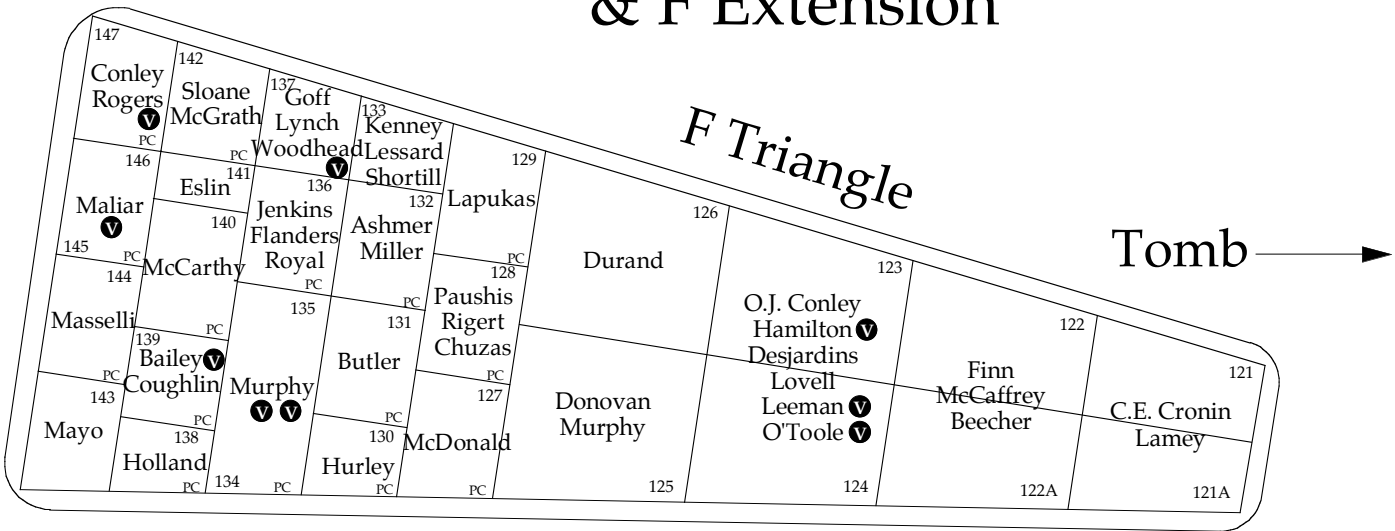 & F Extension
F Triangle
Tomb
147
Conley
Rogers
V
PC
142
Sloane
McGrath
PC
137
Goff
Lynch
Woodhead
V
133
Kenney
Lessard
Shortill
146
Maliar
V
145
PC
141
Eslin
140
McCarthy
PC
136
Jenkins
Flanders
Royal
PC
132
Ashmer
Miller
PC
129
Lapukas
PC
144
Masselli
PC
139
Bailey V
Coughlin
PC
135
Murphy
V V
134
PC
131
Butler
PC
128
Paushis
Rigert
Chuzas
PC
143
Mayo
138
Holland
PC
130
Hurley
PC
127
McDonald
PC
126
Durand
Donovan
Murphy
125
123
O.J. Conley
Hamilton V
Desjardins
Lovell
Leeman V
O'Toole V
124
122
Finn
McCaffrey
Beecher
122A
121
C.E. Cronin
Lamey
121A